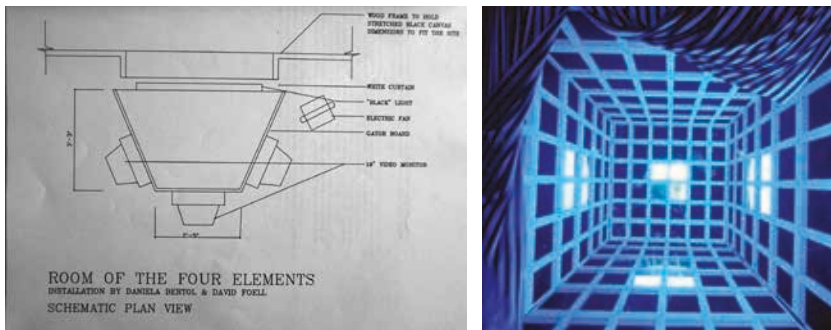 WOOD FRAME TO HOLD
STRETCHED BLACK CANVAS
DIMENSIONS TO FIT THE SITE
WHITE CURTAIN
"BLACK" LIGHT
ELECTRIC FAN
GATOR BOARD
19" VIDEO MONITOR
ROOM OF THE FOUR ELEMENTS
INSTALLATION BY DANIELA BERTOL & DAVID FOELL
SCHEMATIC PLAN VIEW